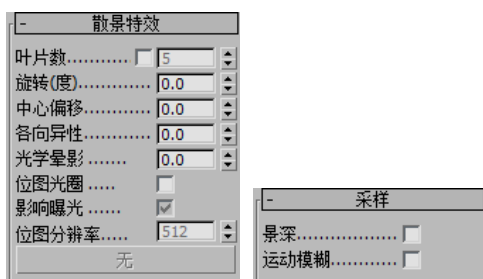 - 散景特效
叶片数........... 5
旋转(度)............. 0.0
中心偏移............ 0.0
各向异性............ 0.0
光学晕影 ....... 0.0
位图光圈 .....
影响曝光 ......
位图分辨率..... 512
无
- 采样
景深.............
运动模糊.............